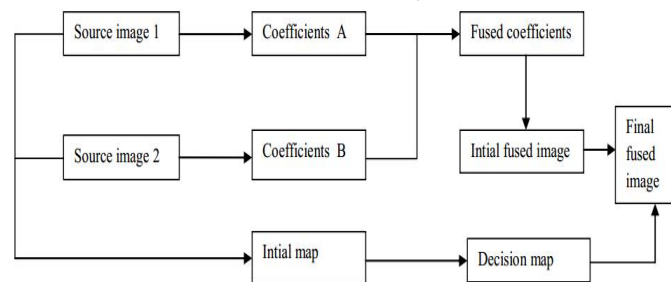 Source image 1
Coefficients A
Fused coefficients
Source image 2
Coefficients B
Intial fused image
Final
fused
image
Intial map
Decision map